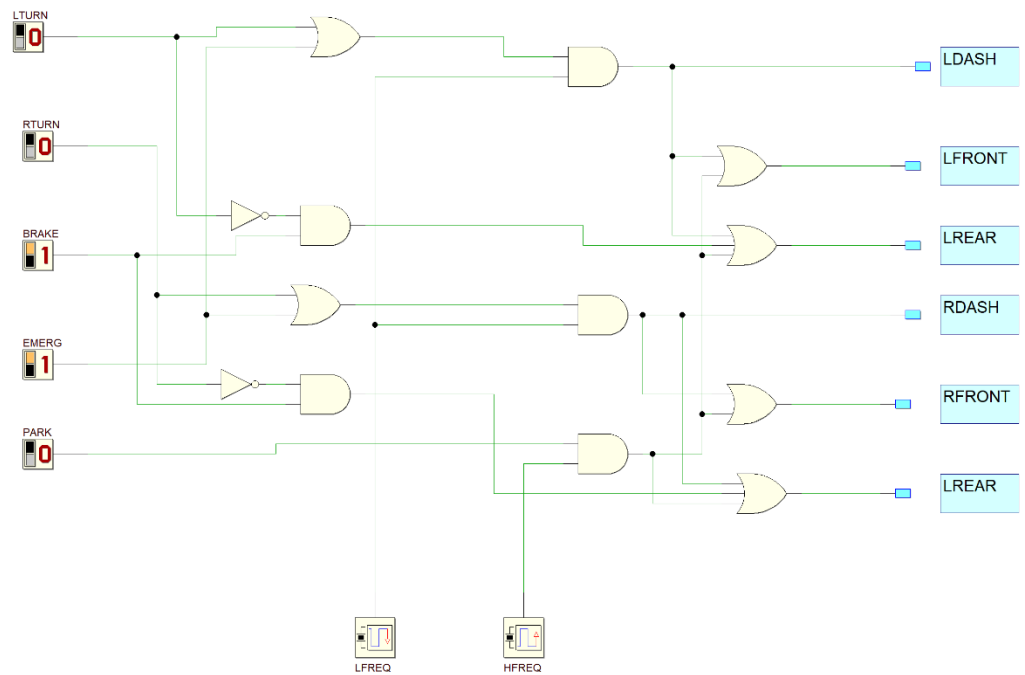 LTURN
0
LDASH
RTURN
0
LFRONT
BRAKE
1
LREAR
RDASH
EMERG
1
RFRONT
PARK
0
LREAR
LFREQ
HFREQ